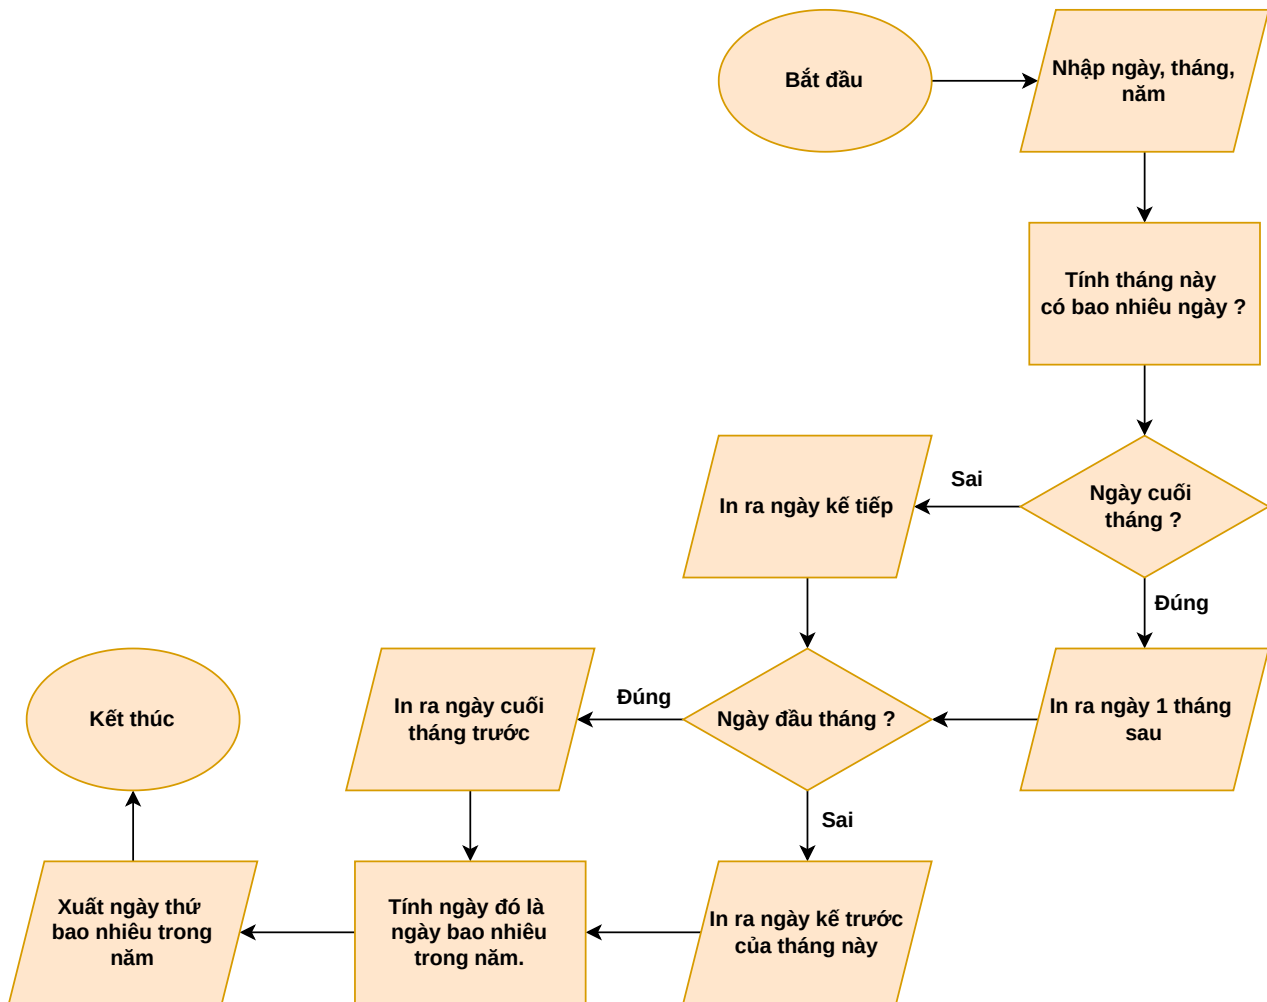 Bắt đầu
Nhập ngày, tháng,
năm
Tính tháng này
có bao nhiêu ngày ?
Ngày cuối
tháng ?
Sai
In ra ngày kế tiếp
Đúng
In ra ngày 1 tháng
sau
Ngày đầu tháng ?
Đúng
In ra ngày cuối
tháng trước
Sai
In ra ngày kế trước
của tháng này
Tính ngày đó là
ngày bao nhiêu
trong năm.
Xuất ngày thứ
bao nhiêu trong
năm
Kết thúc